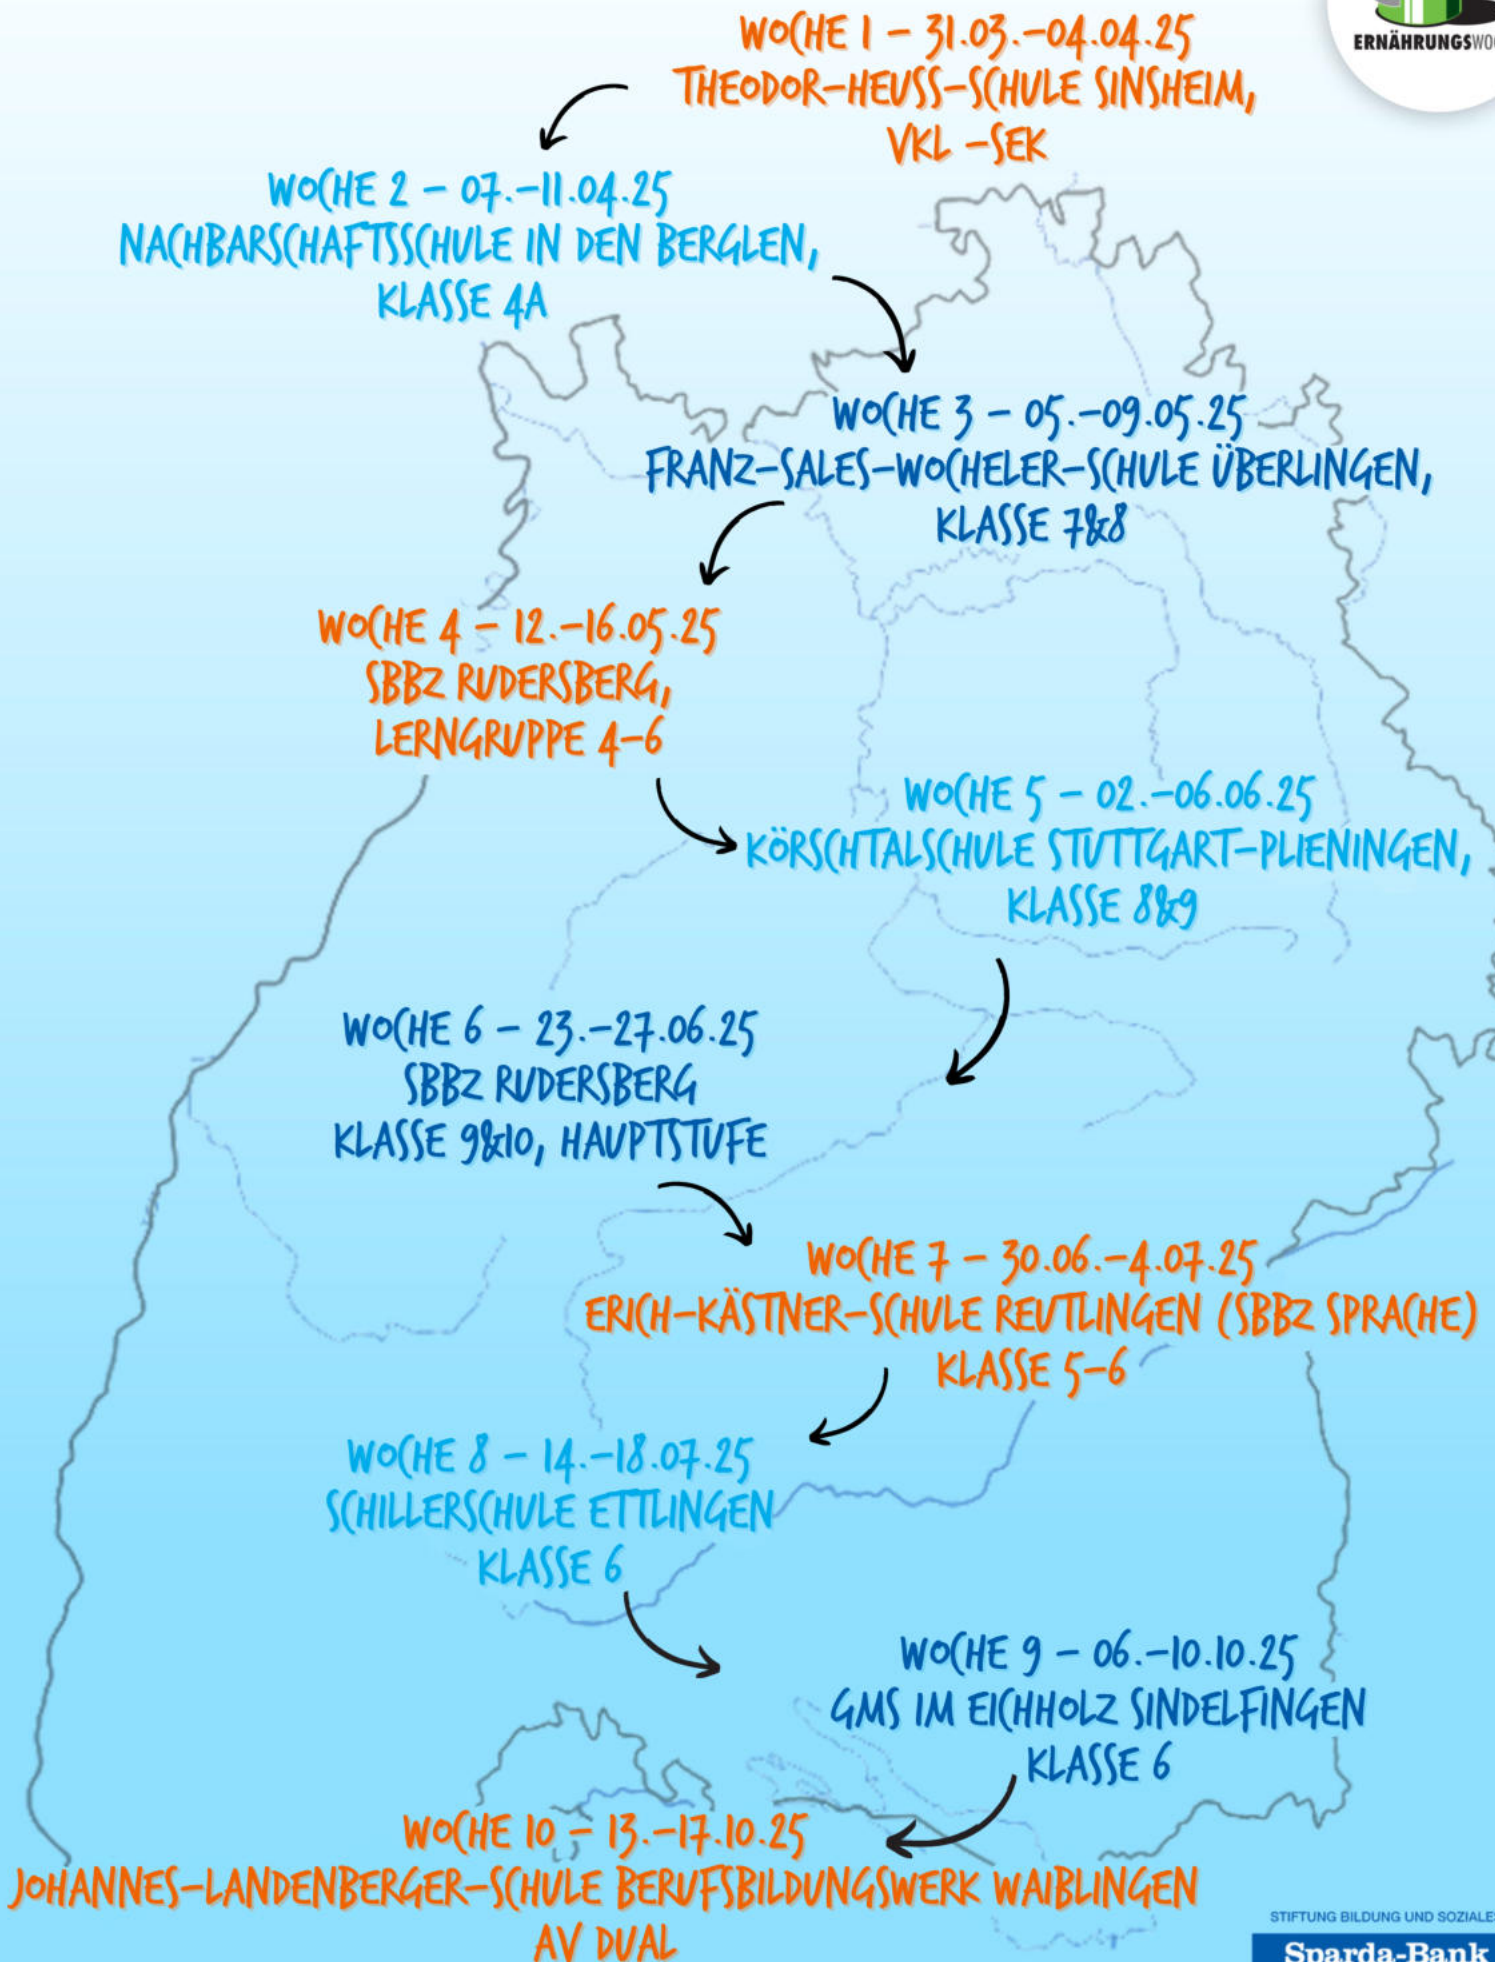 WOCHE 1 – 31.03.–04.04.25
THEODOR-HEUSS-SCHULE SINSHEIM,
VKL -SEK
ERNÄHRUNGSWO
WOCHE 2 – 07.–11.04.25
NACHBARSCHAFTSSCHULE IN DEN BERGLEN,
KLASSE 4A
WOCHE 3 – 05.–09.05.25
FRANZ-SALES-WOCHELER-SCHULE ÜBERLINGEN,
KLASSE 7&8
WOCHE 4 – 12.–16.05.25
SBBZ RUDERSBERG,
LERNGRUPPE 4-6
WOCHE 5 – 02.–06.06.25
KÖRSCHTALSCHULE STUTTGART-PLIENINGEN,
KLASSE 8&9
WOCHE 6 – 23.–27.06.25
SBBZ RUDERSBERG
KLASSE 9&10, HAUPTSTUFE
WOCHE 7 – 30.06.–4.07.25
ERICH-KÄSTNER-SCHULE REUTLINGEN (SBBZ SPRACHE)
KLASSE 5-6
WOCHE 8 – 14.–18.07.25
SCHILLERSCHULE ETTLINGEN
KLASSE 6
WOCHE 9 – 06.–10.10.25
GMS IM EICHHOLZ SINDELFINGEN
KLASSE 6
WOCHE 10 – 13.–17.10.25
JOHANNES-LANDENBERGER-SCHULE BERUFSBILDUNGSWERK WAIBLINGEN
AV DUAL
STIFTUNG BILDUNG UND SOZIALE
Sparda-Bank